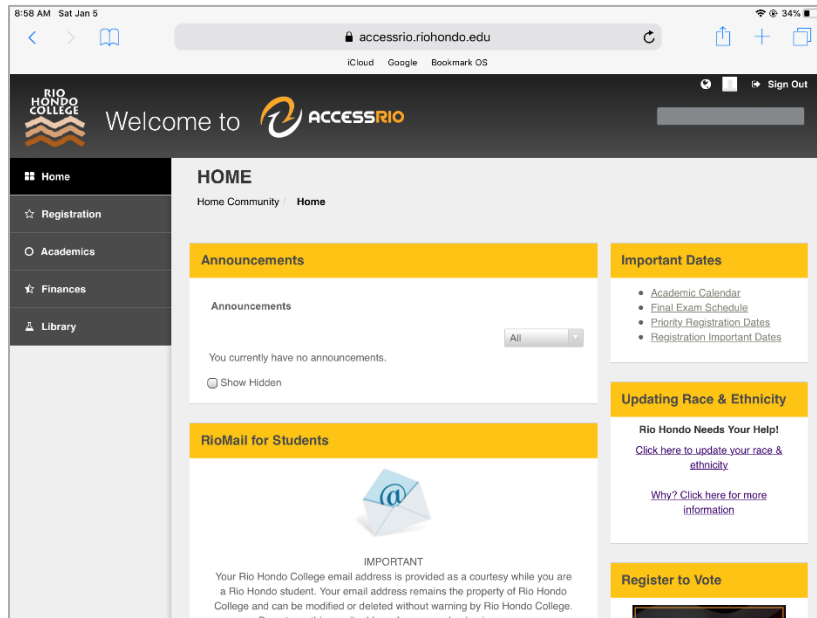 8:58 AM Sat Jan 5
34%
accessrio.riohondo.edu
iCloud Google Bookmark OS
Sign Out
RIO
HONDO
COLLEGE
Welcome to ACCESSRIO
Home
Registration
Academics
Finances
Library
HOME
Home Community / Home
Announcements
Announcements
All
You currently have no announcements.
Show Hidden
RioMail for Students
@
IMPORTANT
Your Rio Hondo College email address is provided as a courtesy while you are
a Rio Hondo student. Your email address remains the property of Rio Hondo
College and can be modified or deleted without warning by Rio Hondo College.
Important Dates
Academic Calendar
Final Exam Schedule
Priority Registration Dates
Registration Important Dates
Updating Race & Ethnicity
Rio Hondo Needs Your Help!
Click here to update your race &
ethnicity
Why? Click here for more
information
Register to Vote